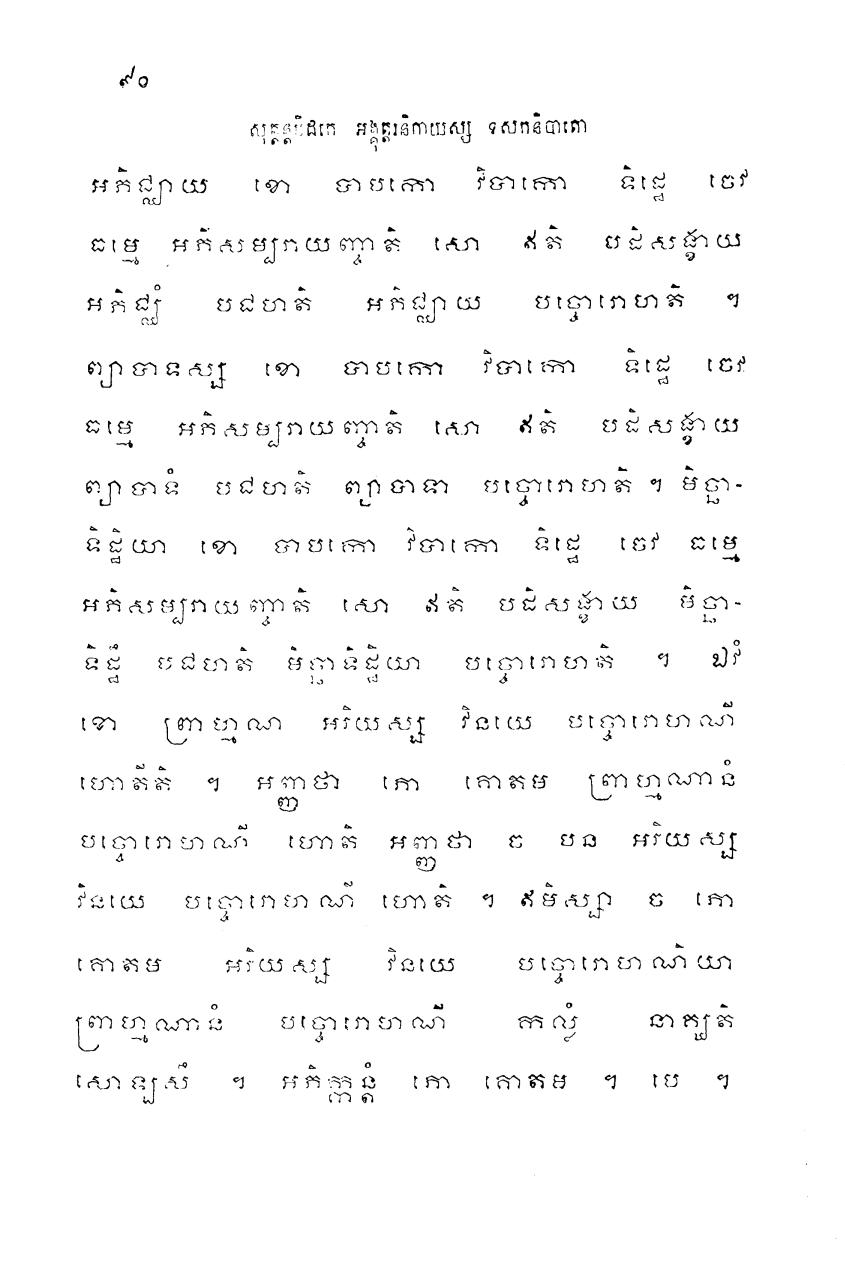 ៩០
សុត្តន្តបិដកេ អង្គុត្តរនិកាយស្ស ទសកនិបាតោ
អភិជ្ឈាយ ខោ បាបកោ វិបាកោ ទិដ្ឋេ ចេវ
ធម្មេ អភិសម្បរាយញ្ចាតិ សោ ឥតិ បដិសង្ខាយ
អភិជ្ឈំ បជហតិ អភិជ្ឈាយ បច្ចោរោហតិ ។
ព្យាបាទស្ស ខោ បាបកោ វិបាកោ ទិដ្ឋេ ចេវ
ធម្មេ អភិសម្បរាយញ្ចាតិ សោ ឥតិ បដិសង្ខាយ
ព្យាបាទំ បជហតិ ព្យាបាទា បច្ចោរោហតិ ។ មិច្ឆា-
ទិដ្ឋិយា ខោ បាបកោ វិបាកោ ទិដ្ឋេ ចេវ ធម្មេ
អភិសម្បរាយញ្ចាតិ សោ ឥតិ បដិសង្ខាយ មិច្ឆា-
ទិដ្ឋឹ បជហតិ មិច្ឆាទិដ្ឋិយា បច្ចោរោហតិ ។ ឯវំ
ខោ ព្រាហ្មណ អរិយស្ស វិនយេ បច្ចោរោហណី
ហោតីតិ ។ អញ្ញថា ភោ គោតម ព្រាហ្មណានំ
បច្ចោរោហណី ហោតិ អញ្ញថា ច បន អរិយស្ស
វិនយេ បច្ចោរោហណី ហោតិ ។ ឥមិស្សា ច ភោ
គោតម អរិយស្ស វិនយេ បច្ចោរោហណិយា
ព្រាហ្មណានំ បច្ចោរោហណី កលំ្ល នាគ្ឃតិ
សោឡសឹ ។ អភិក្កន្តំ ភោ គោតម ។ បេ ។